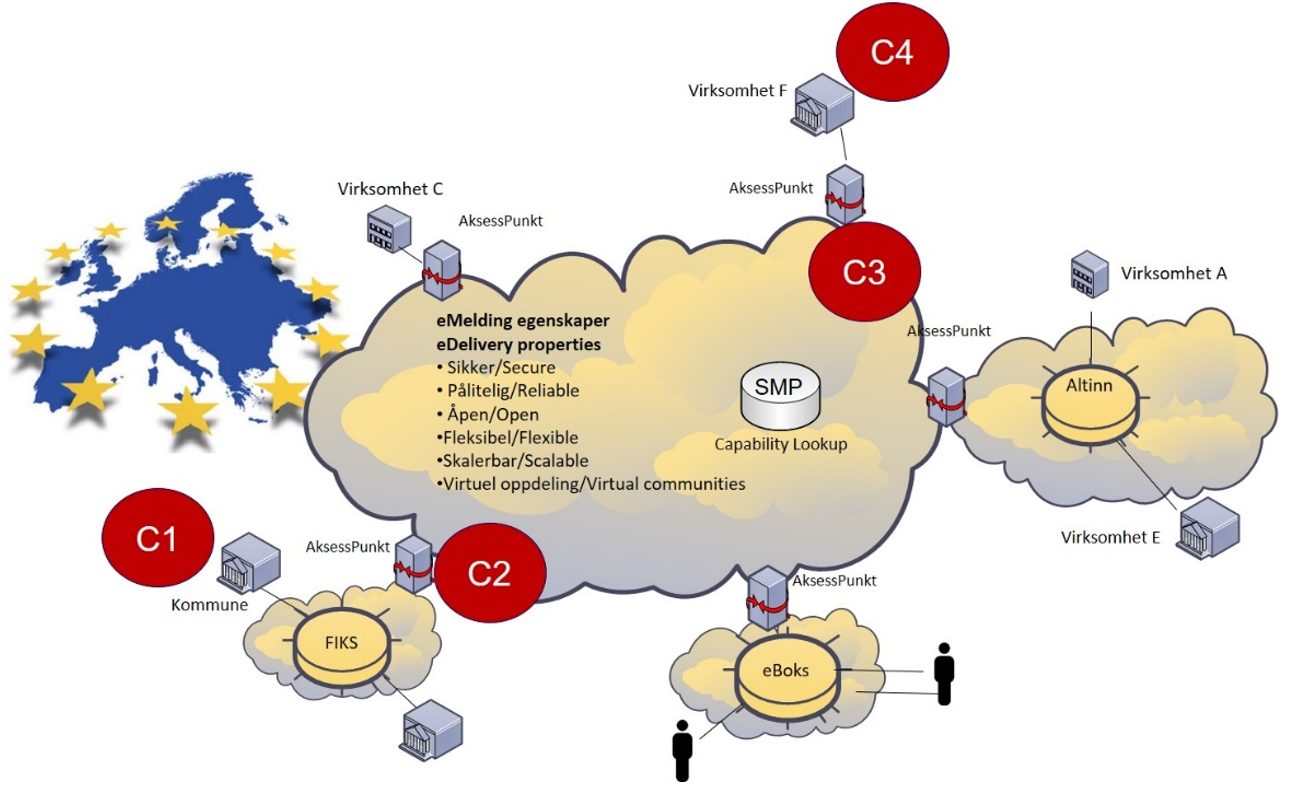 C4
Virksomhet F
AksessPunkt
Virksomhet C
AksessPunkt
C3
Virksomhet A
AksessPunkt
eMelding egenskaper
eDelivery properties
• Sikker/Secure
• Pålitelig/Reliable
• Åpen/Open
•Fleksibel/Flexible
•Skalerbar/Scalable
•Virtuel oppdeling/Virtual communities
SMP
Capability Lookup
Altinn
Virksomhet E
C1
AksessPunkt
C2
Kommune
FIKS
AksessPunkt
eBoks